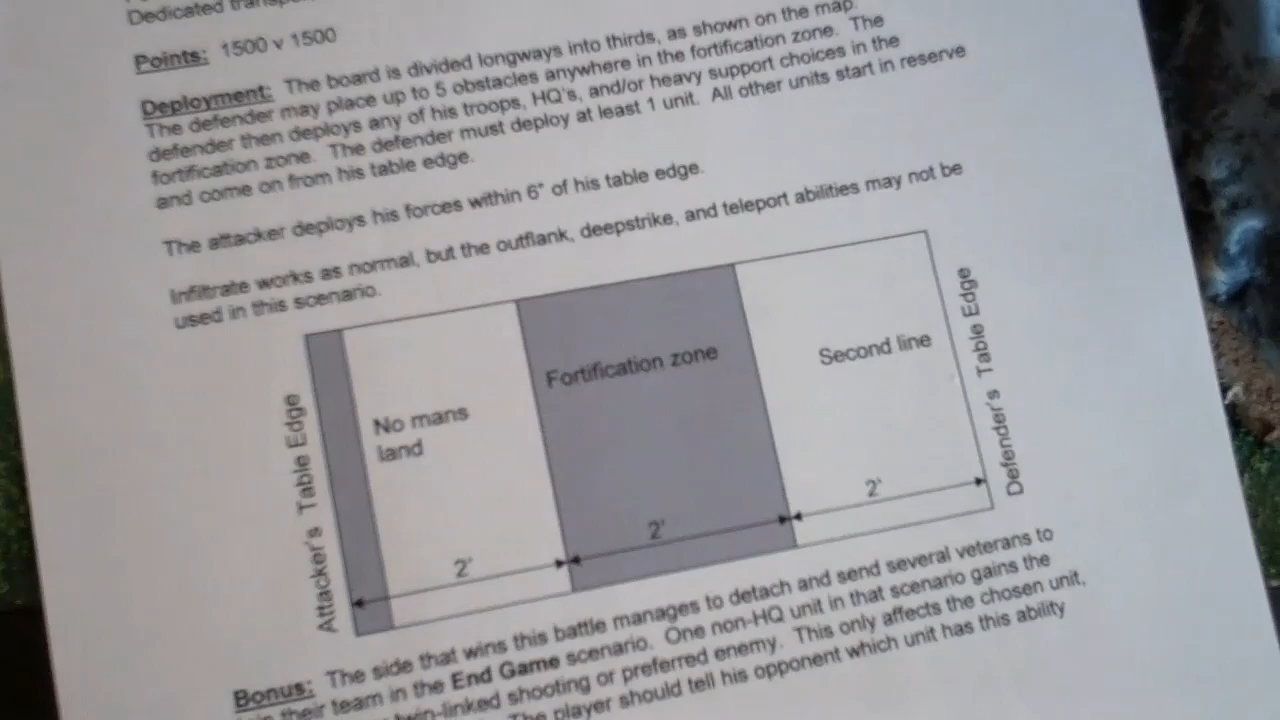 Dedicated
Points: 1500 v 1500
Deployment: The board is divided longways into thirds, as shown on the map.
The defender may place up to 5 obstacles anywhere in the fortification zone. The
defender then deploys any of his troops, HQ's, and/or heavy support choices in the
fortification zone. The defender must deploy at least 1 unit. All other units start in reserve
and come on from his table edge.
The attacker deploys his forces within 6" of his table edge.
Infiltrate works as normal, but the outflank, deepstrike, and teleport abilities may not be
used in this scenario.
Attacker's Table Edge
No mans
land
Fortification zone
Second line
Defender's Table Edge
2'
2'
2'
Bonus: The side that wins this battle manages to detach and send several veterans to
their team in the End Game scenario. One non-HQ unit in that scenario gains the
twin-linked shooting or preferred enemy. This only affects the chosen unit,
The player should tell his opponent which unit has this ability